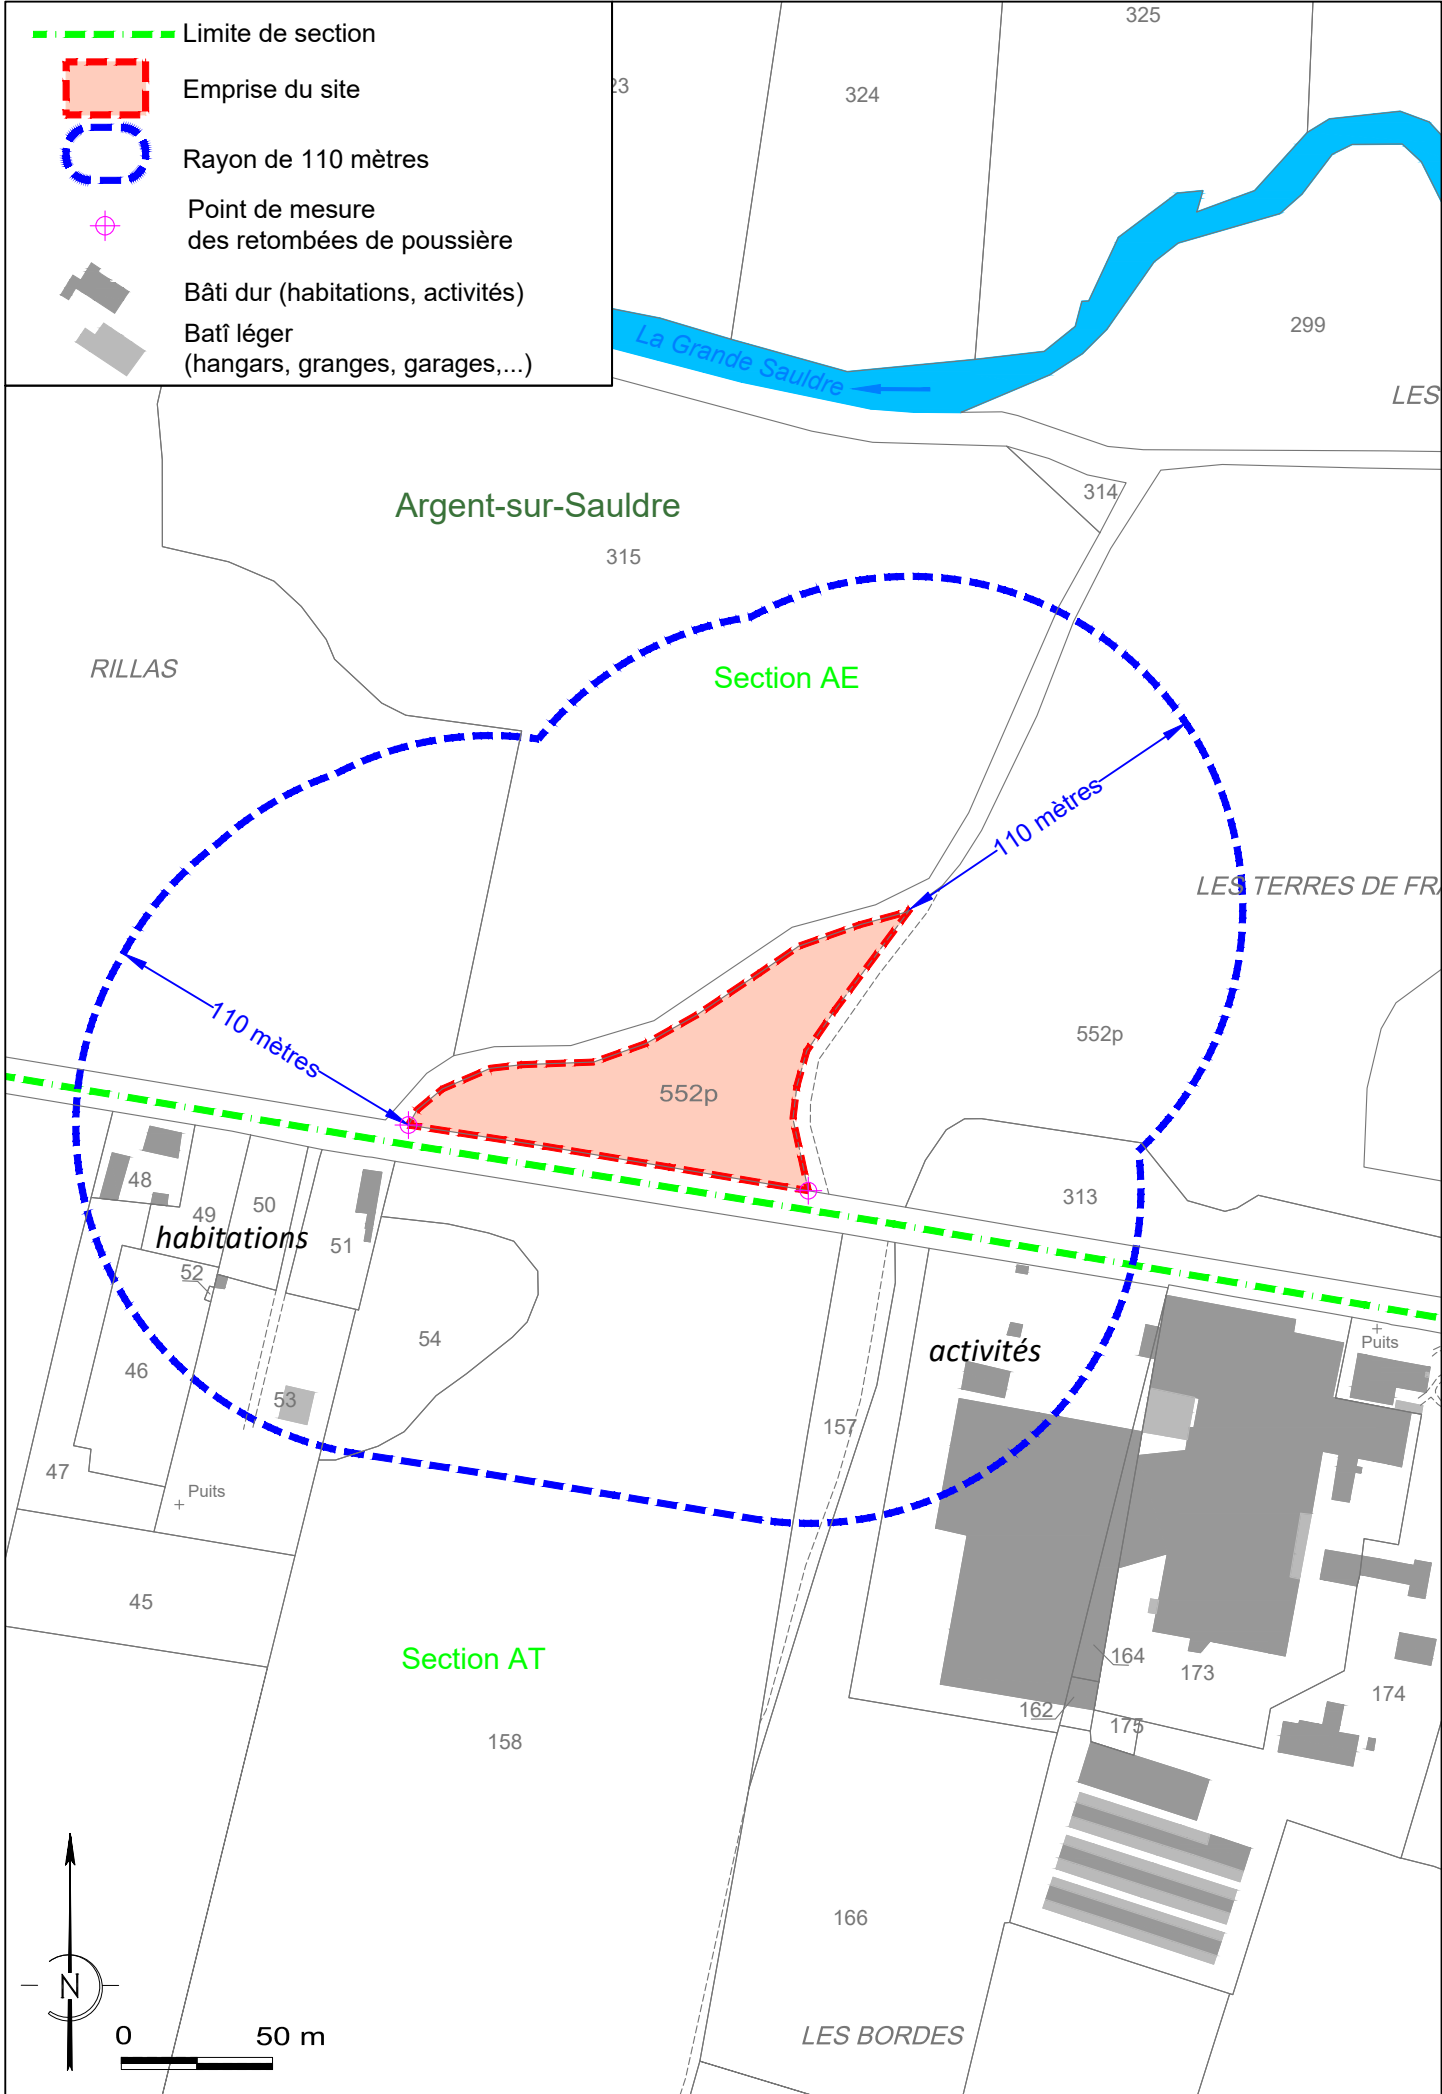 Limite de section
Emprise du site
Rayon de 110 mètres
Point de mesure
des retombées de poussière
Bâti dur (habitations, activités)
Batî léger
(hangars, granges, garages,...)
325
23
324
299
La Grande Sauldre
LES
314
Argent-sur-Sauldre
315
RILLAS
Section AE
110 mètres
LES TERRES DE FRA
110 mètres
552p
552p
48
49
50
51
313
habitations
52
54
activités
Puits
46
53
157
47
Puits
45
Section AT
164
173
174
162
175
158
166
N
0
50 m
LES BORDES